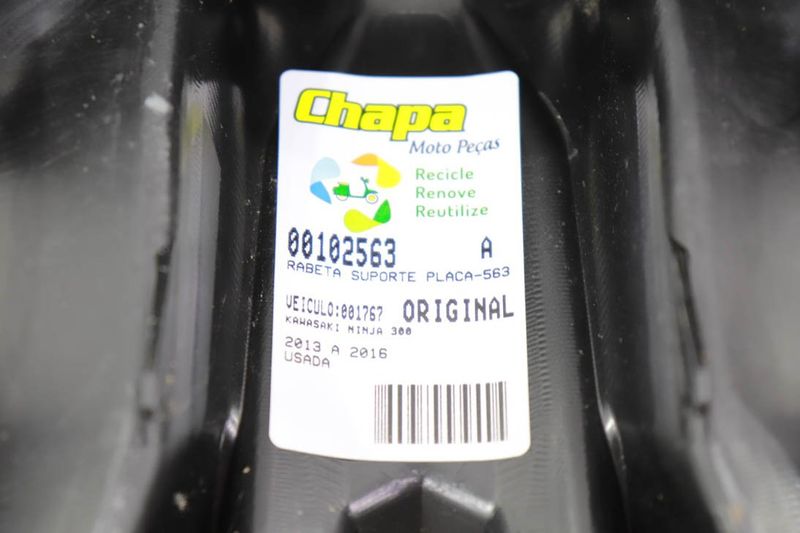 Chapa
Moto Peças
Recicle
Renove
Reutilize
00102563 A
RABETA SUPORTE PLACA-563
VEICULO:001767 ORIGINAL
KAWASAKI NINJA 300
2013 A 2016
USADA